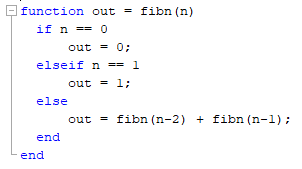 function out = fibn(n)
if n == 0
out = 0;
elseif n == 1
out = 1;
else
out = fibn(n-2) + fibn(n-1);
end
end